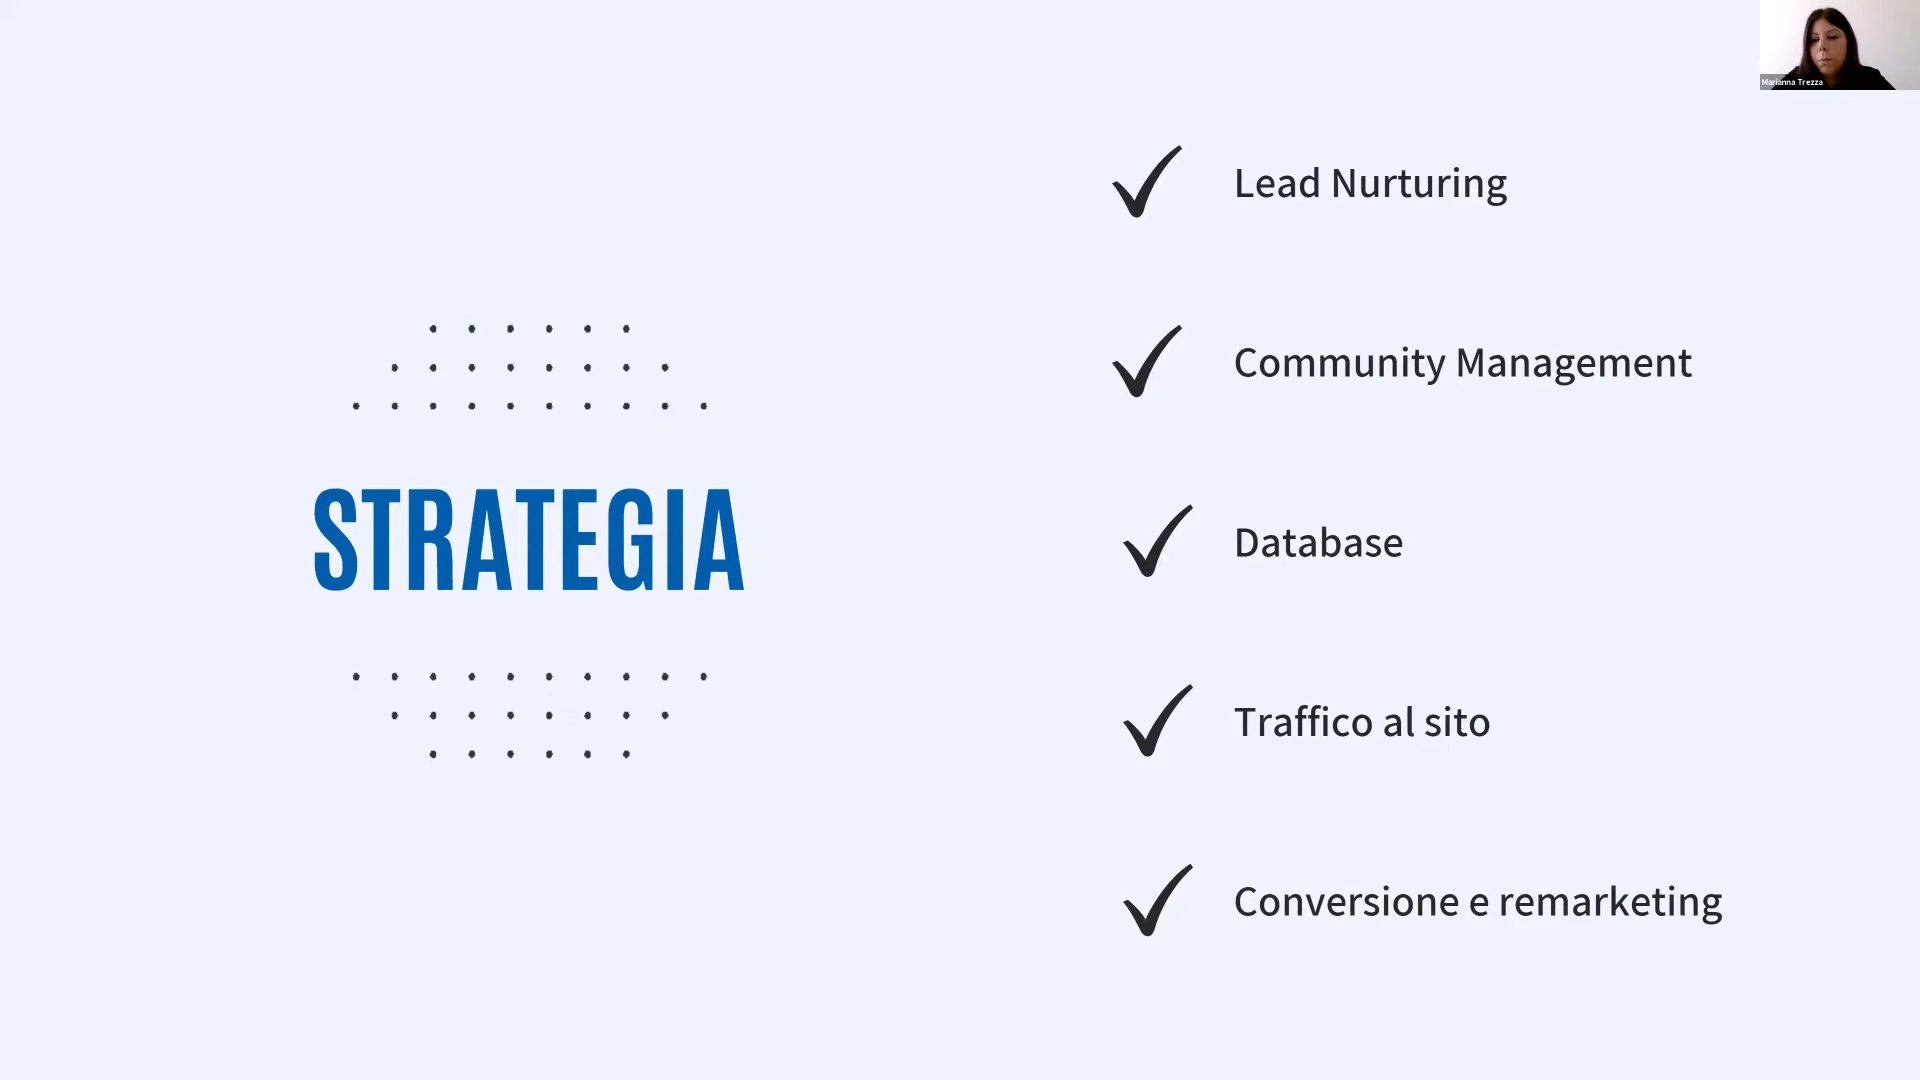 Marianna Trezza
STRATEGIA
Lead Nurturing
Community Management
Database
Traffico al sito
Conversione e remarketing